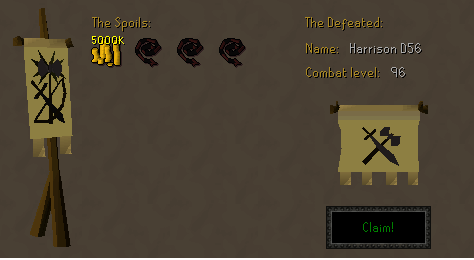 The Spoils:
5000K
The Defeated:
Name: Harrison D56
Combat level: 96
Claim!